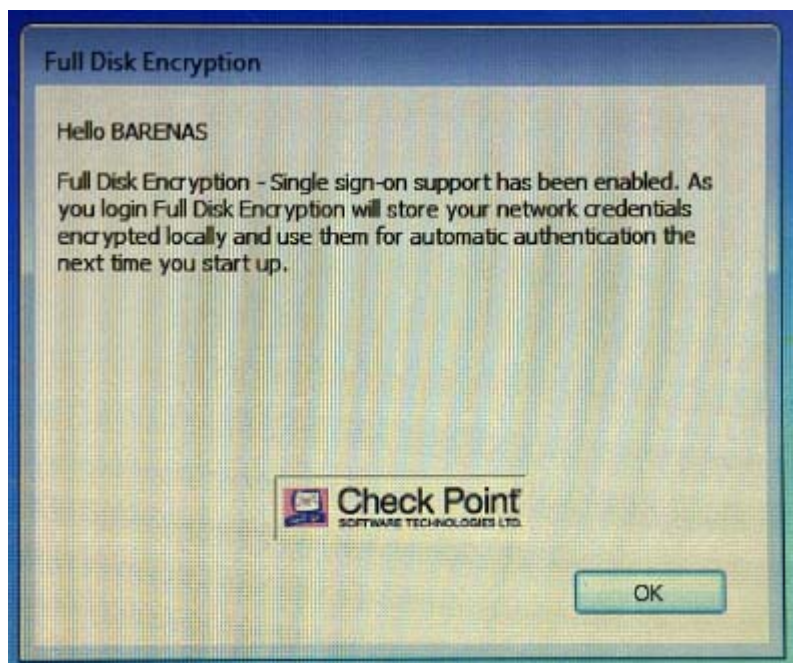 Full Disk Encryption
Hello BARENAS
Full Disk Encryption - Single sign-on support has been enabled. As
you login Full Disk Encryption will store your network credentials
encrypted locally and use them for automatic authentication the
next time you start up.
Check Point
SOFTWARE TECHNOLOGIES LTD.
OK